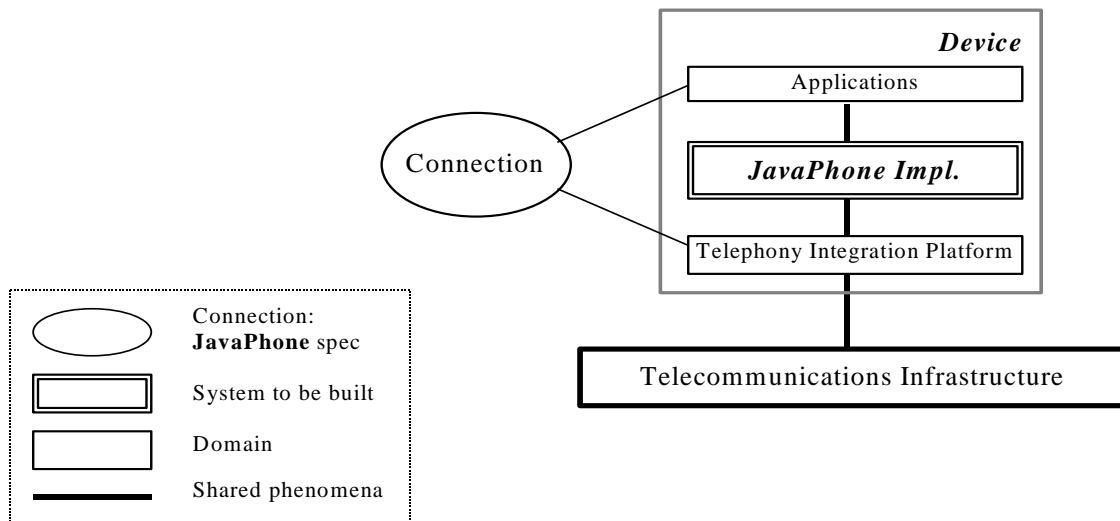 Device
Applications
Connection
JavaPhone Impl.
Telephony Integration Platform
Telecommunications Infrastructure
Connection:
JavaPhone spec
System to be built
Domain
Shared phenomena